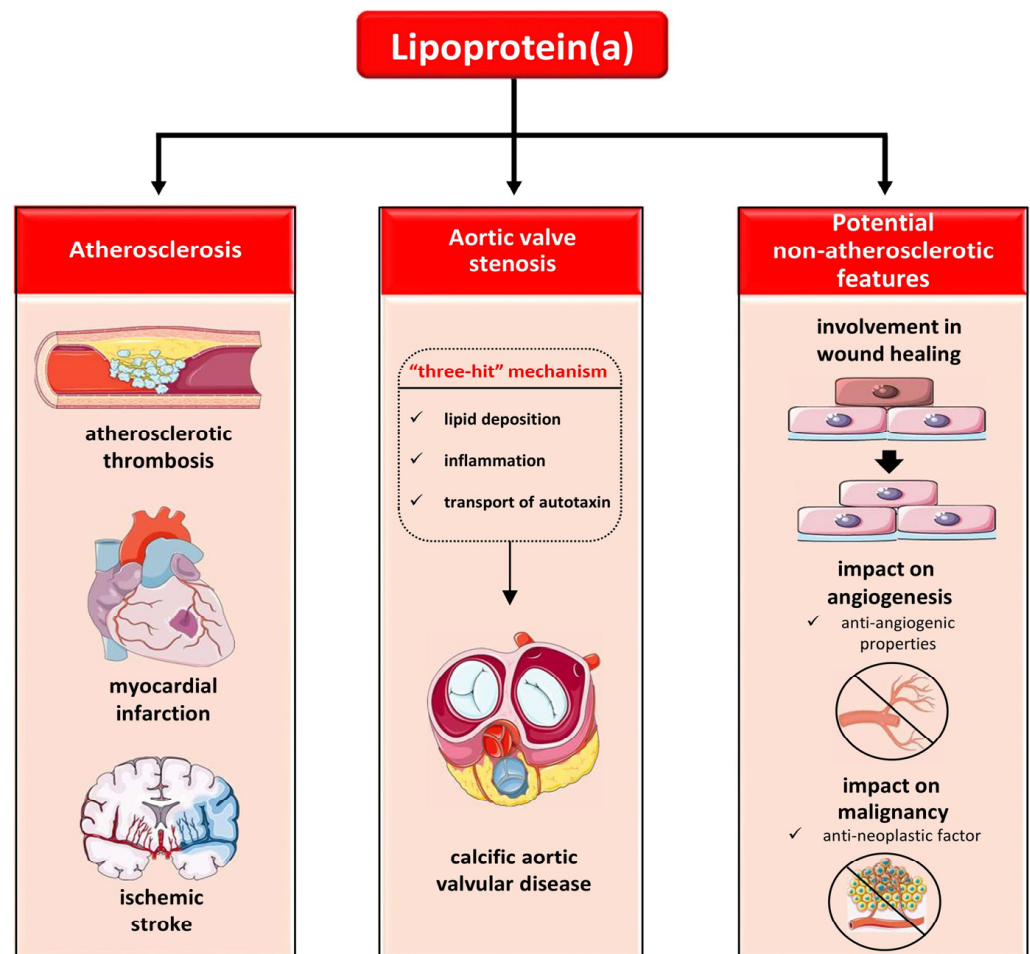 Lipoprotein(a)
Atherosclerosis
atherosclerotic
thrombosis
myocardial
infarction
ischemic
stroke
Aortic valve
stenosis
“three-hit” mechanism
✓ lipid deposition
✓ inflammation
✓ transport of autotaxin
calcific aortic
valvular disease
Potential
non-atherosclerotic
features
involvement in
wound healing
impact on
angiogenesis
✓ anti-angiogenic
properties
impact on
malignancy
✓ anti-neoplastic factor